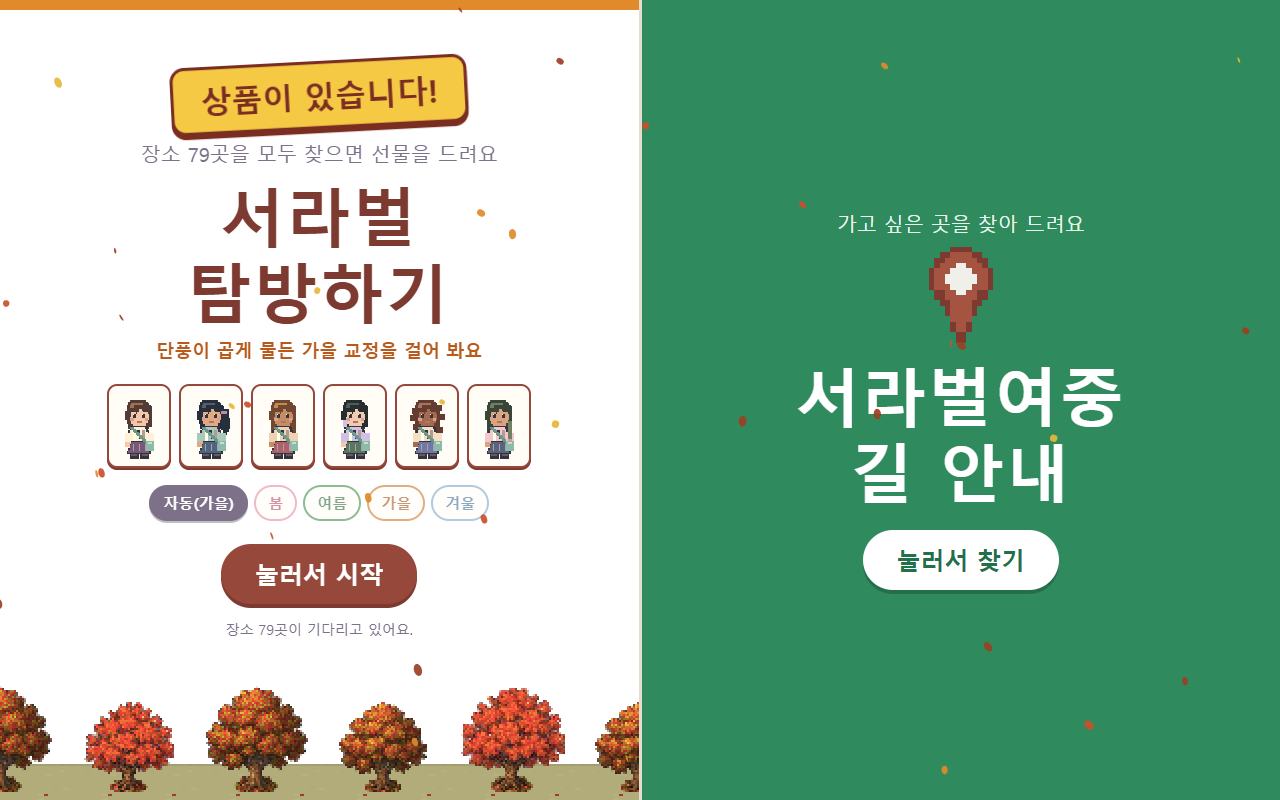 상품이 있습니다!
장소 79곳을 모두 찾으면 선물을 드려요
서라벌
탐방하기
단풍이 곱게 물든 가을 교정을 걸어 봐요
자동(가을)
봄
여름
가을
겨울
눌러서 시작
장소 79곳이 기다리고 있어요.
가고 싶은 곳을 찾아 드려요
서라벌여중
길 안내
눌러서 찾기